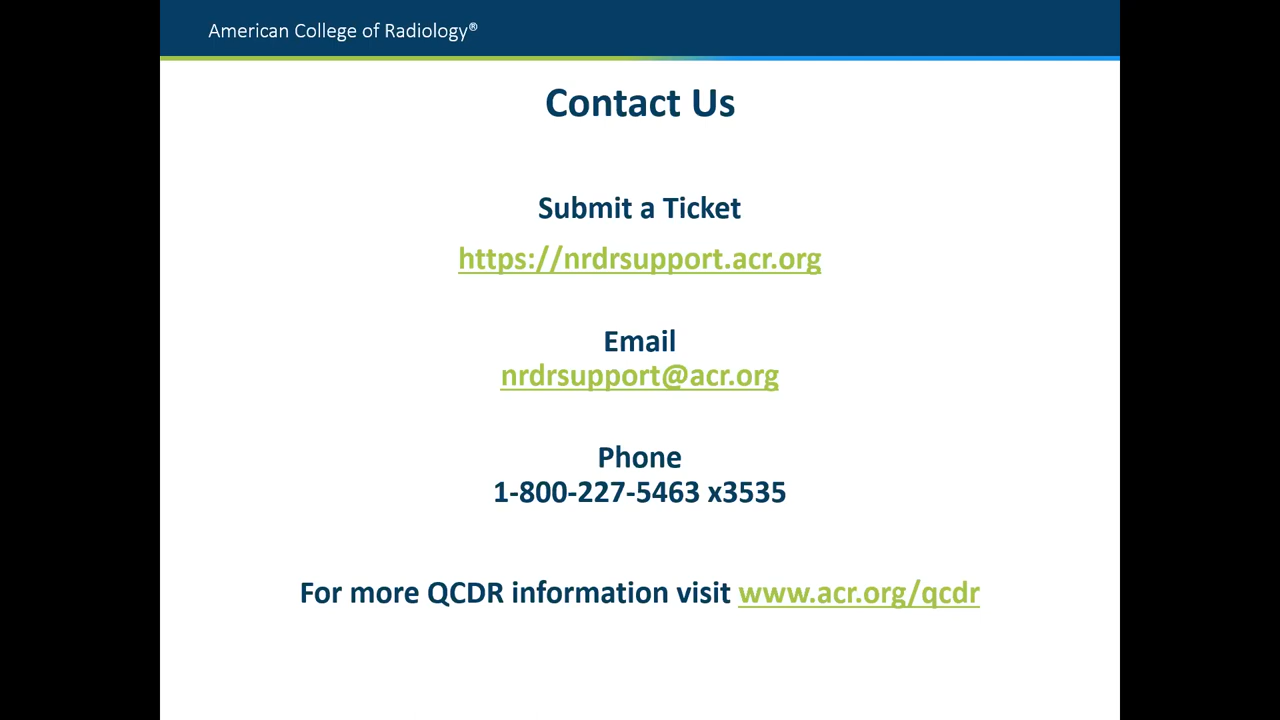 American College of Radiology®
Contact Us
Submit a Ticket
https://nrdrsupport.acr.org
Email
nrdrsupport@acr.org
Phone
1-800-227-5463 x3535
For more QCDR information visit www.acr.org/qcdr